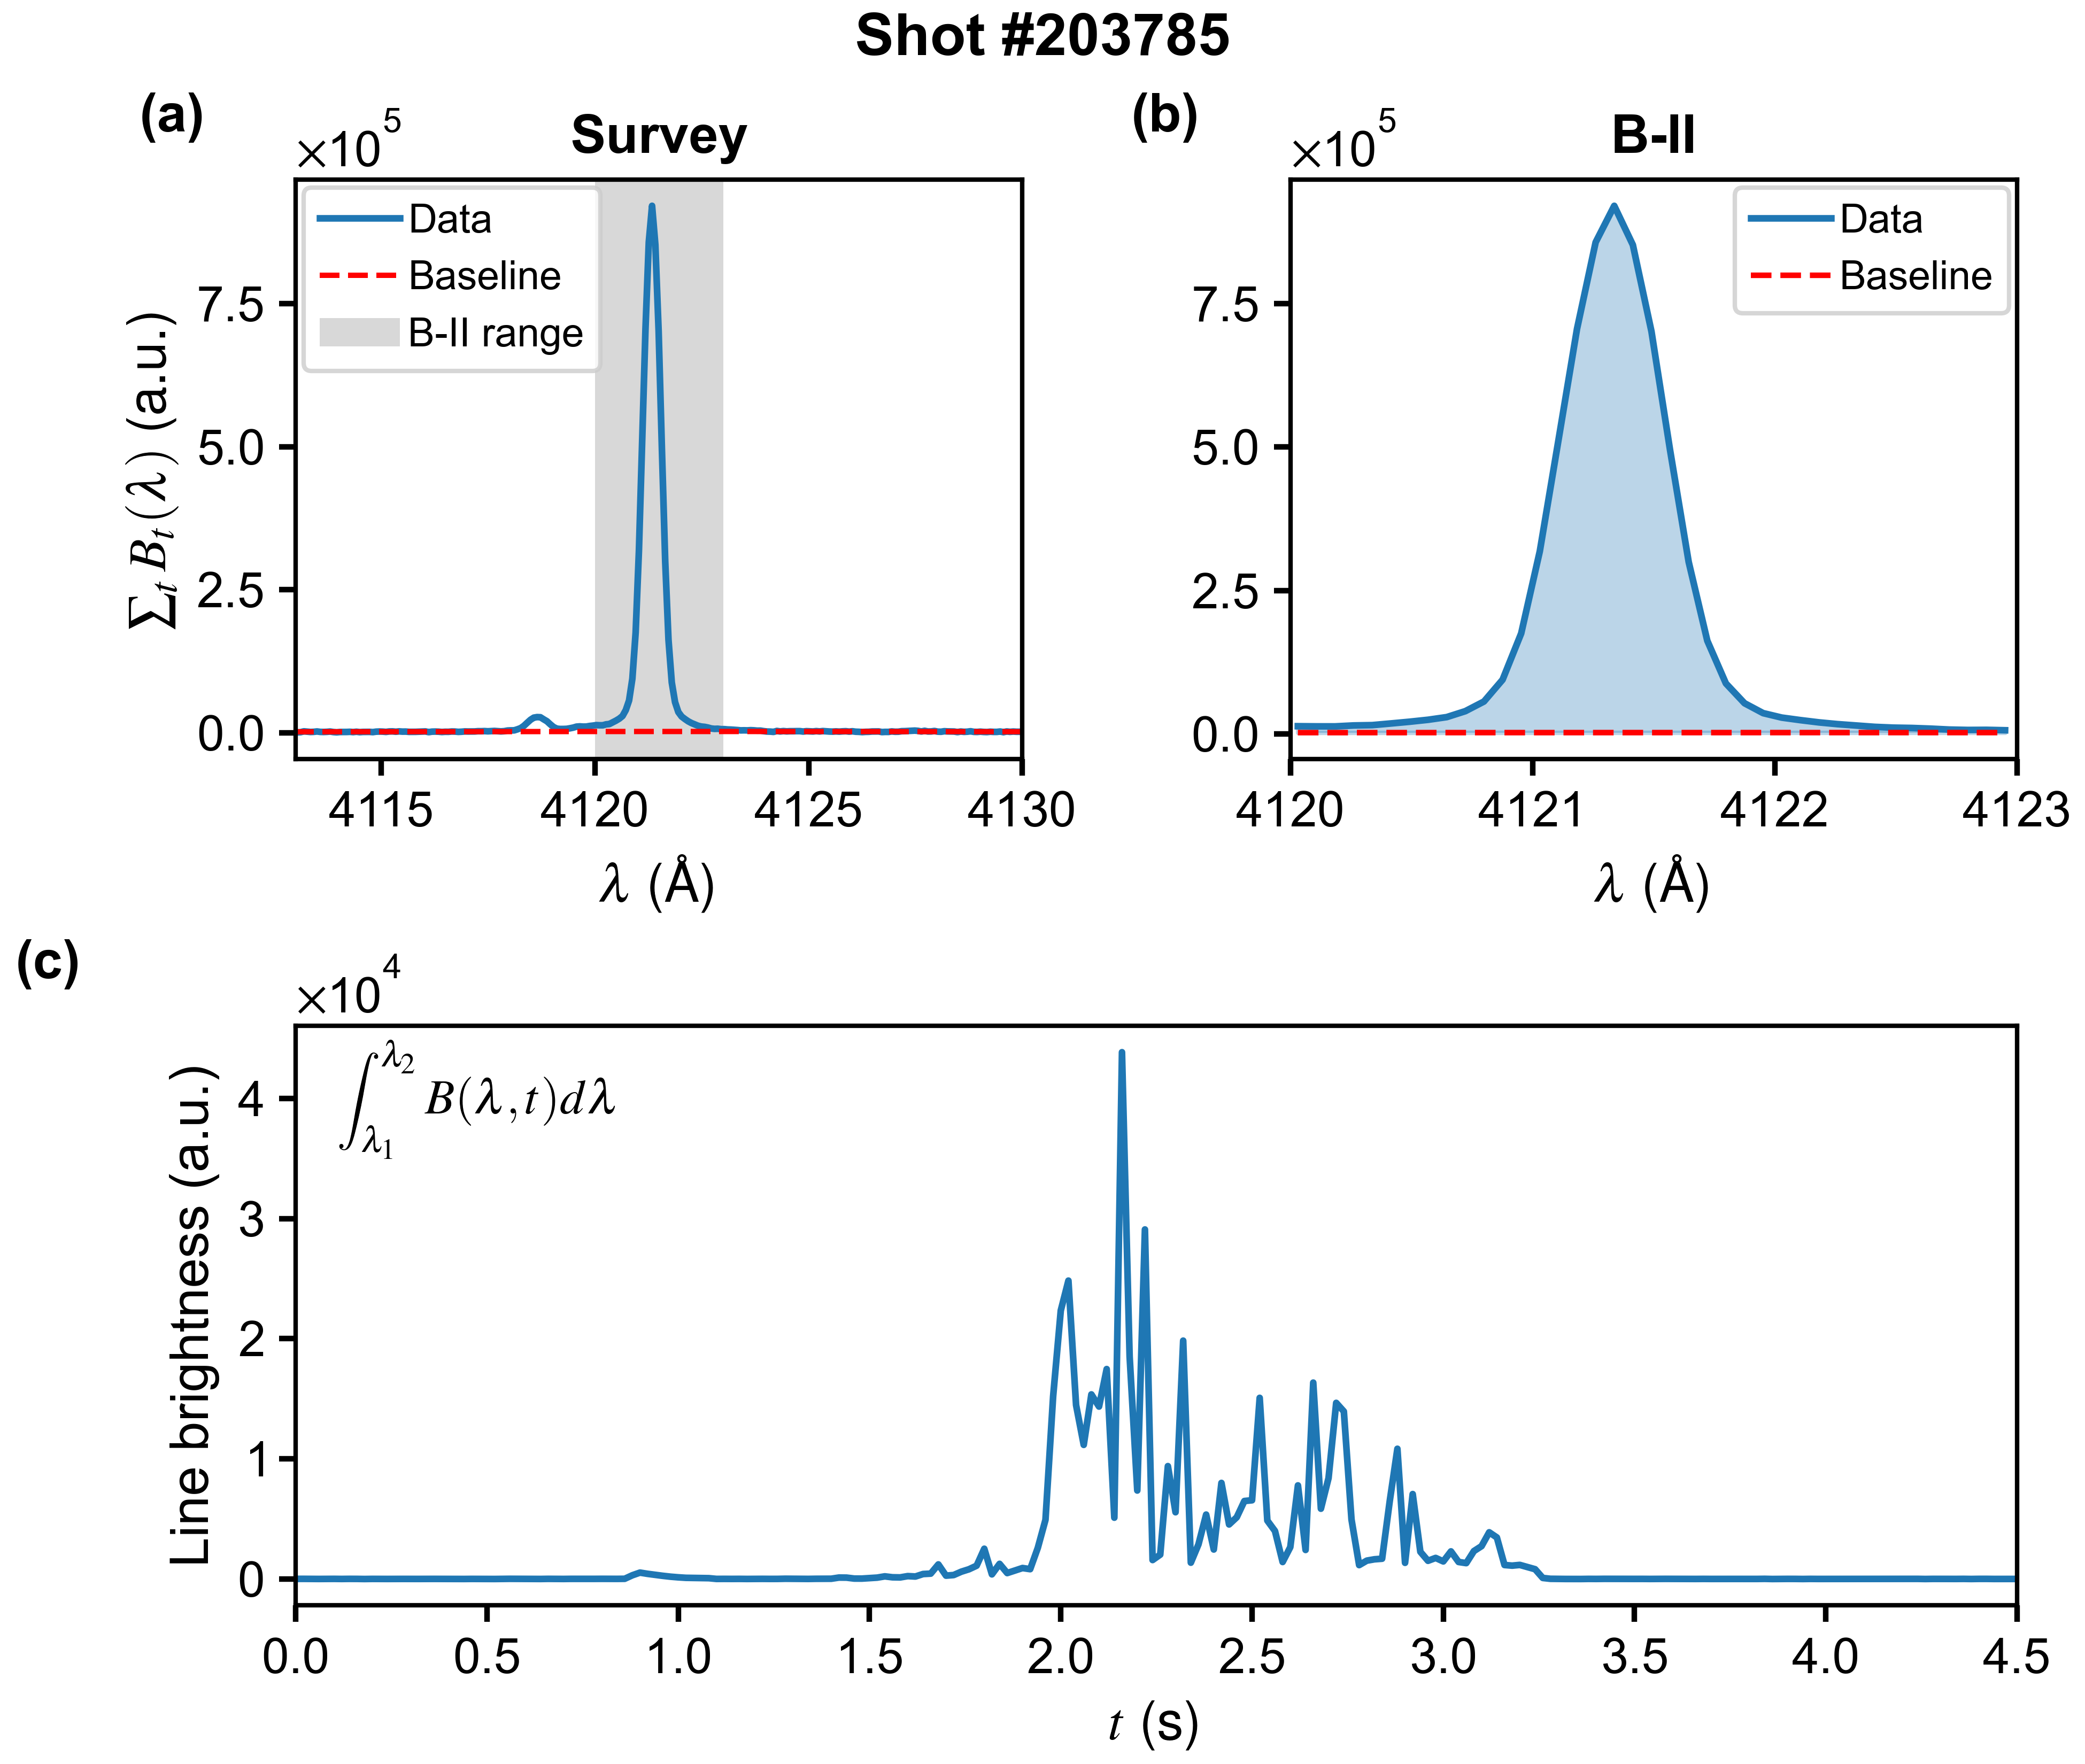 Shot #203785
(a)
Survey
×10^5
Data
Baseline
B-II range
7.5
5.0
2.5
0.0
Σ_t B_t(λ) (a.u.)
4115 4120 4125 4130
λ (Å)
(b)
B-II
×10^5
Data
Baseline
7.5
5.0
2.5
0.0
4120 4121 4122 4123
λ (Å)
(c)
×10^4
∫_{λ_1}^{λ_2} B(λ, t)dλ
4
3
2
1
0
Line brightness (a.u.)
0.0 0.5 1.0 1.5 2.0 2.5 3.0 3.5 4.0 4.5
t (s)